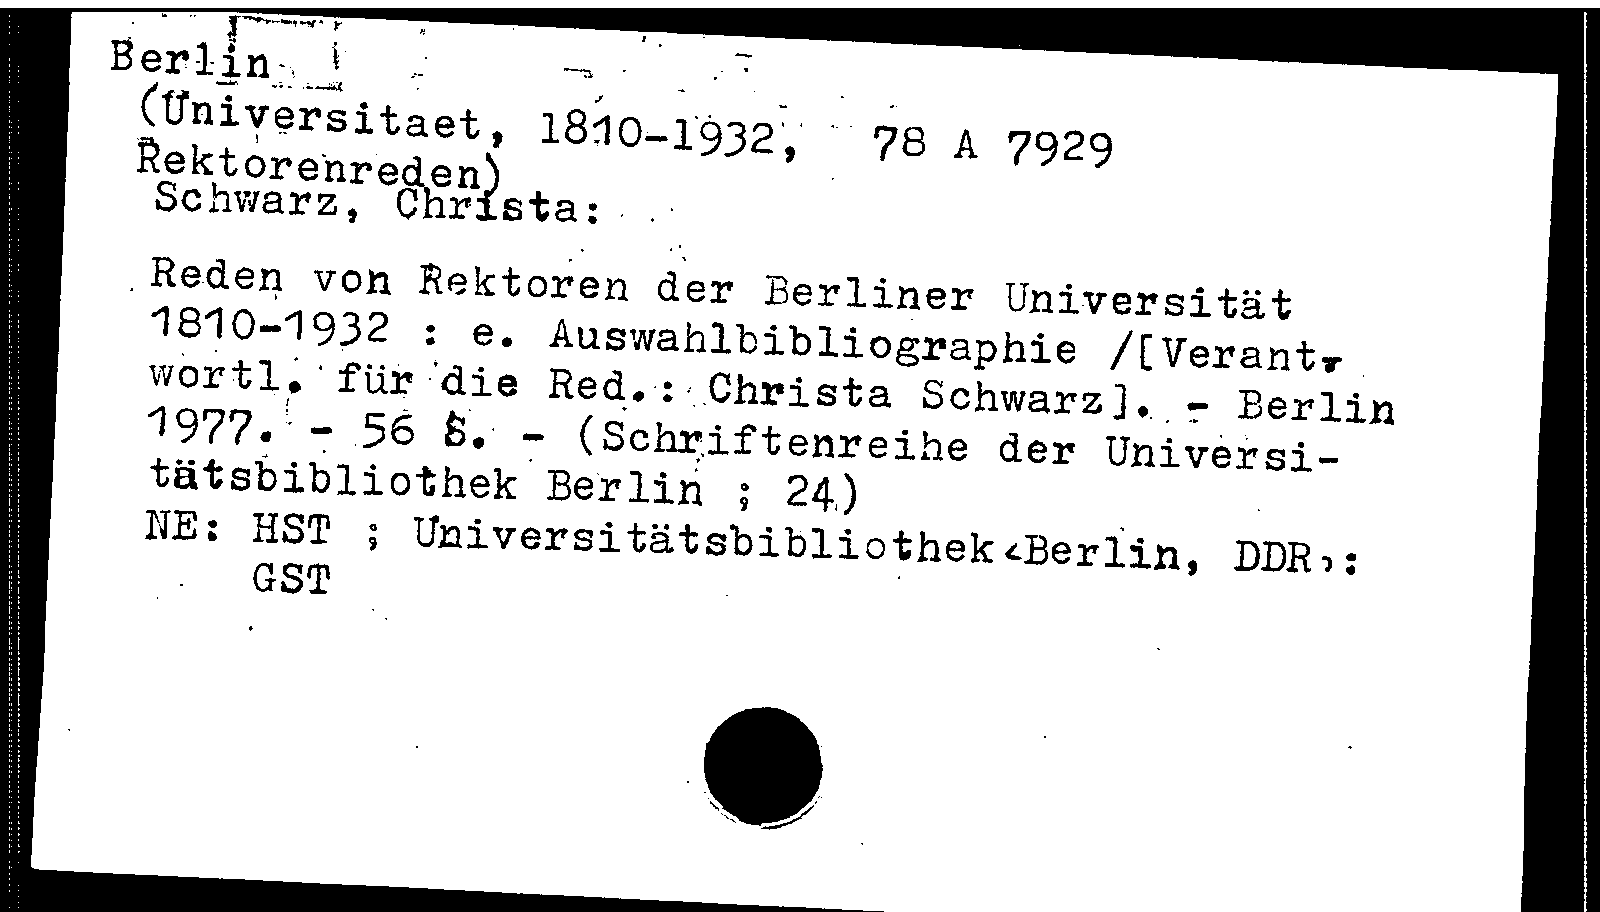 Berlin
(Universitaet, 1810-1932, 78 A 7929
Rektorenreden)
Schwarz, Christa:
Reden von Rektoren der Berliner Universität
1810-1932 : e. Auswahlbibliographie /[Verant-
wortl. für die Red.: Christa Schwarz]. - Berlin
1977. - 56 S. - (Schriftenreihe der Universi-
tätsbibliothek Berlin ; 24)
NE: HST ; Universitätsbibliothek <Berlin, DDR>:
GST